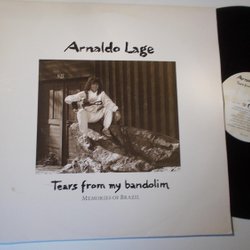 Arnaldo Lage
Tears from my bandolim
MEMORIES OF BRAZIL